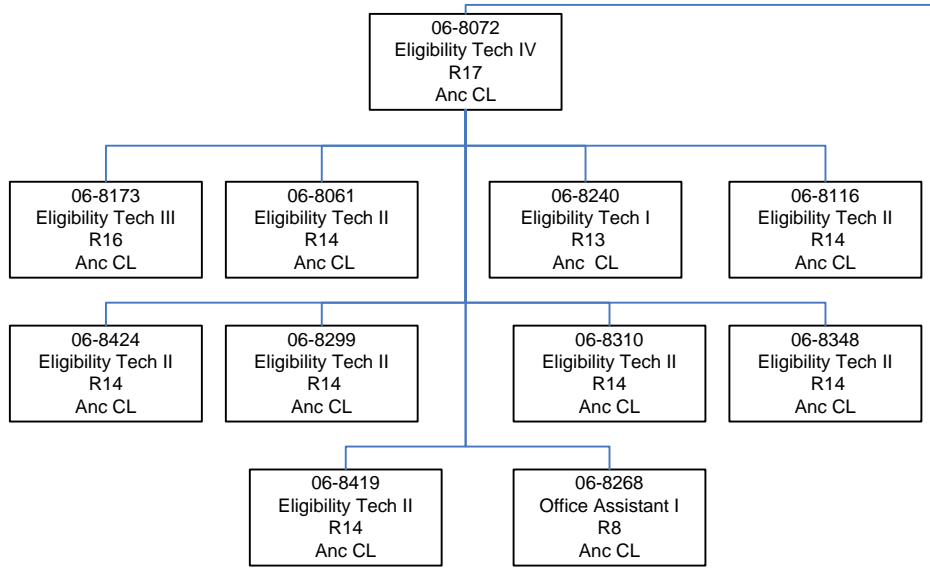 06-8072
Eligibility Tech IV
R17
Anc CL
06-8173
Eligibility Tech III
R16
Anc CL
06-8061
Eligibility Tech II
R14
Anc CL
06-8240
Eligibility Tech I
R13
Anc  CL
06-8116
Eligibility Tech II
R14
Anc CL
06-8424
Eligibility Tech II
R14
Anc CL
06-8299
Eligibility Tech II
R14
Anc CL
06-8310
Eligibility Tech II
R14
Anc CL
06-8348
Eligibility Tech II
R14
Anc CL
06-8419
Eligibility Tech II
R14
Anc CL
06-8268
Office Assistant I
R8
Anc CL